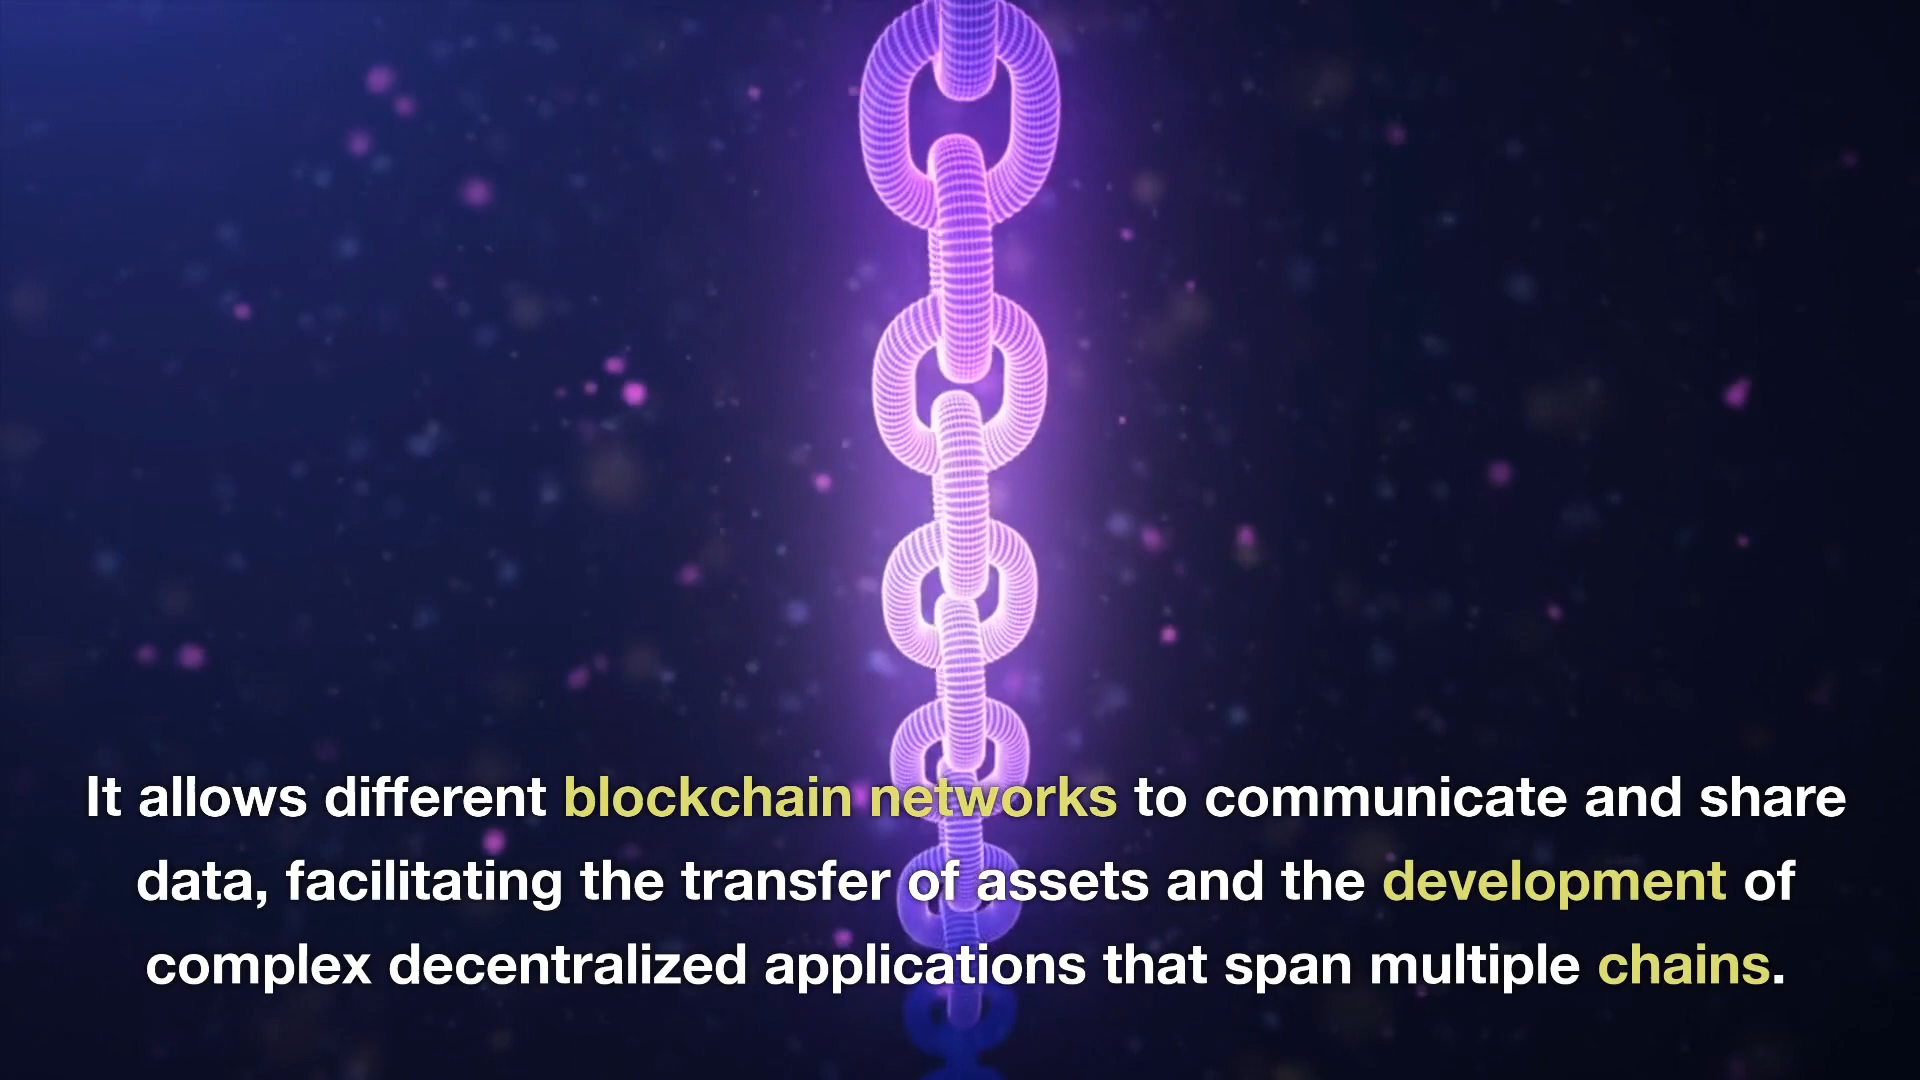 It allows different blockchain networks to communicate and share
data, facilitating the transfer of assets and the development of
complex decentralized applications that span multiple chains.